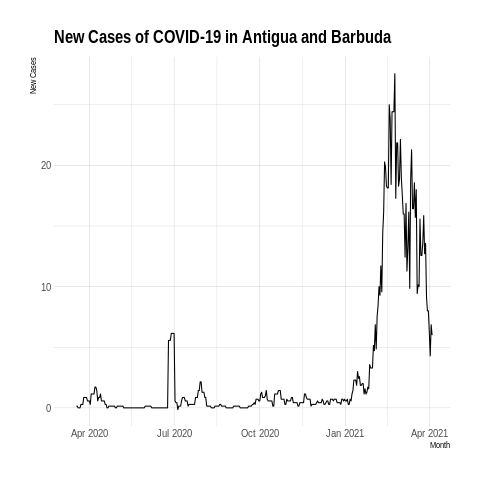 New Cases of COVID-19 in Antigua and Barbuda
New Cases
20
10
0
Apr 2020 Jul 2020 Oct 2020 Jan 2021 Apr 2021
Month